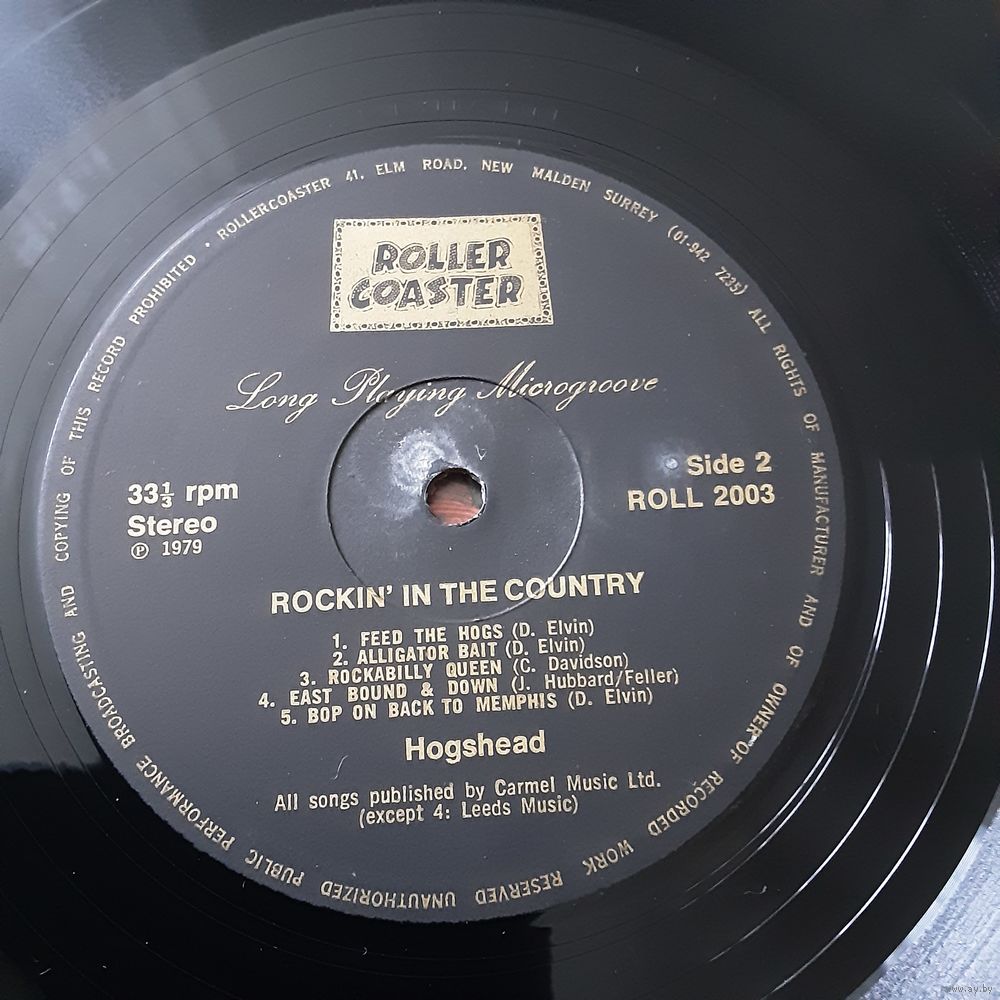 ROLLERCOASTER 41, ELM ROAD, NEW MALDEN SURREY (01-942 7235) ALL RIGHTS OF MANUFACTURER AND OF OWNER OF RECORDED WORK RESERVED UNAUTHORIZED PUBLIC PERFORMANCE BROADCASTING AND COPYING OF THIS RECORD PROHIBITED •
ROLLER
COASTER
Long Playing Microgroove
33⅓ rpm
Stereo
℗ 1979
Side 2
ROLL 2003
ROCKIN' IN THE COUNTRY
1. FEED THE HOGS (D. Elvin)
2. ALLIGATOR BAIT (D. Elvin)
3. ROCKABILLY QUEEN (C. Davidson)
4. EAST BOUND & DOWN (J. Hubbard/Feller)
5. BOP ON BACK TO MEMPHIS (D. Elvin)
Hogshead
All songs published by Carmel Music Ltd.
(except 4: Leeds Music)
www.ay.by